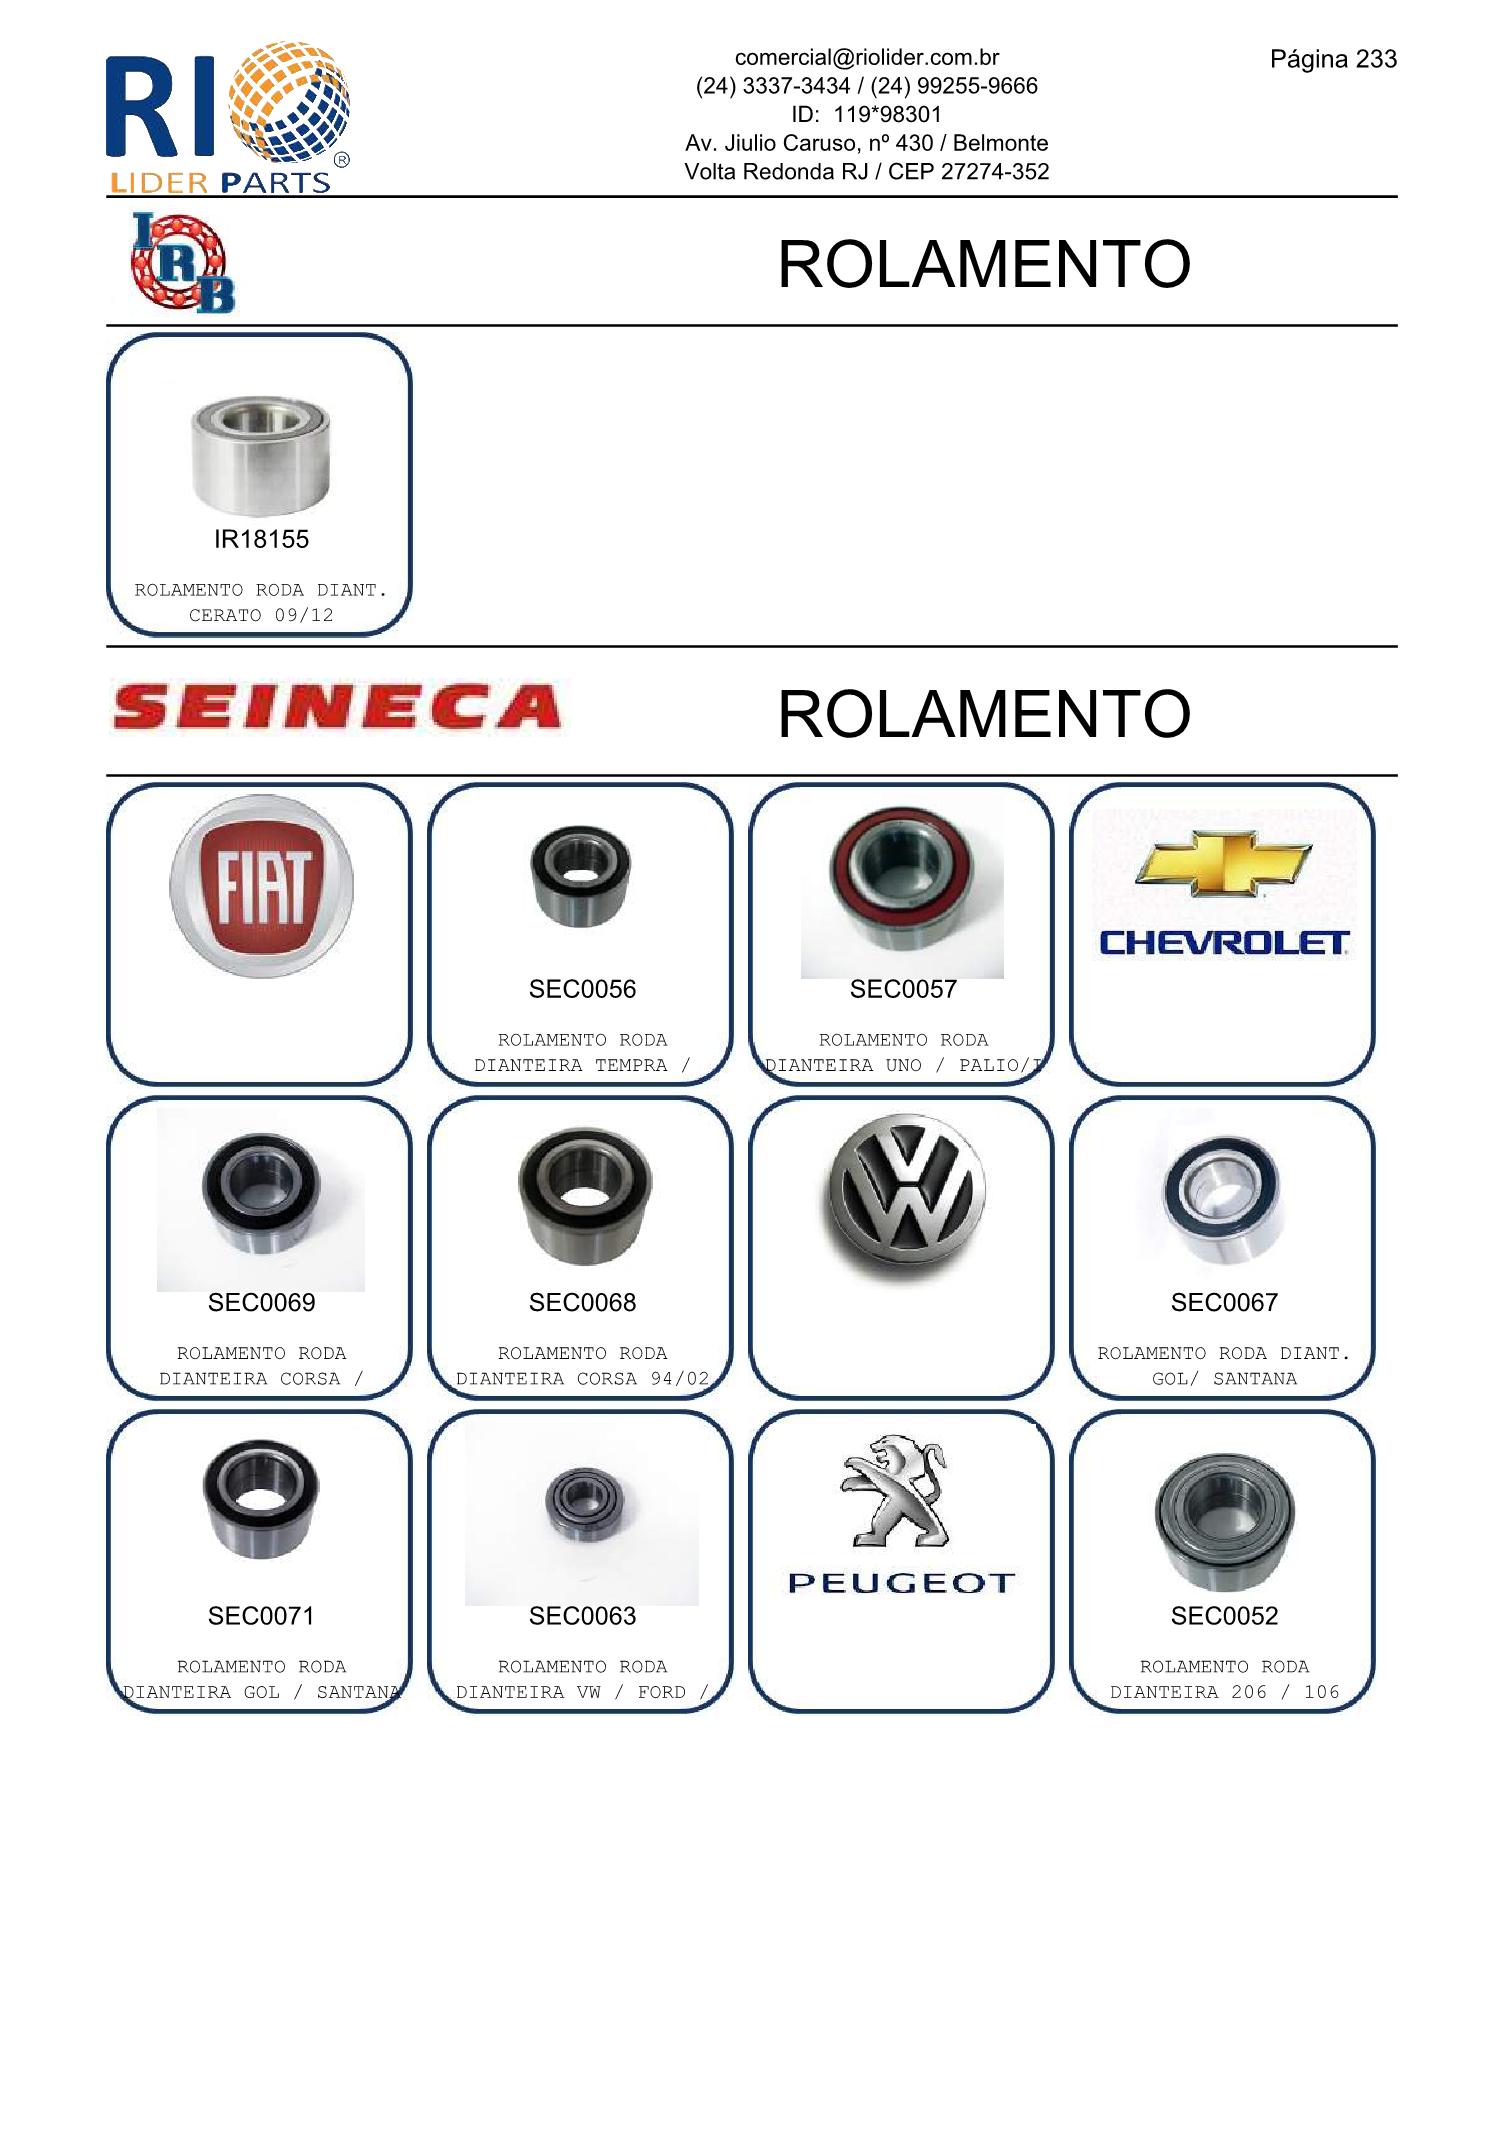 RIO
LIDER PARTS
comercial@riolider.com.br
(24) 3337-3434 / (24) 99255-9666
ID:  119*98301
Av. Jiulio Caruso, nº 430 / Belmonte
Volta Redonda RJ / CEP 27274-352
Página 233
IRB
ROLAMENTO
IR18155
ROLAMENTO RODA DIANT.
CERATO 09/12
SEINECA
ROLAMENTO
FIAT
SEC0056
ROLAMENTO RODA
DIANTEIRA TEMPRA /
SEC0057
ROLAMENTO RODA
DIANTEIRA UNO / PALIO/I
CHEVROLET
SEC0069
ROLAMENTO RODA
DIANTEIRA CORSA /
SEC0068
ROLAMENTO RODA
DIANTEIRA CORSA 94/02
VW
SEC0067
ROLAMENTO RODA DIANT.
GOL/ SANTANA
SEC0071
ROLAMENTO RODA
DIANTEIRA GOL / SANTANA
SEC0063
ROLAMENTO RODA
DIANTEIRA VW / FORD /
PEUGEOT
SEC0052
ROLAMENTO RODA
DIANTEIRA 206 / 106